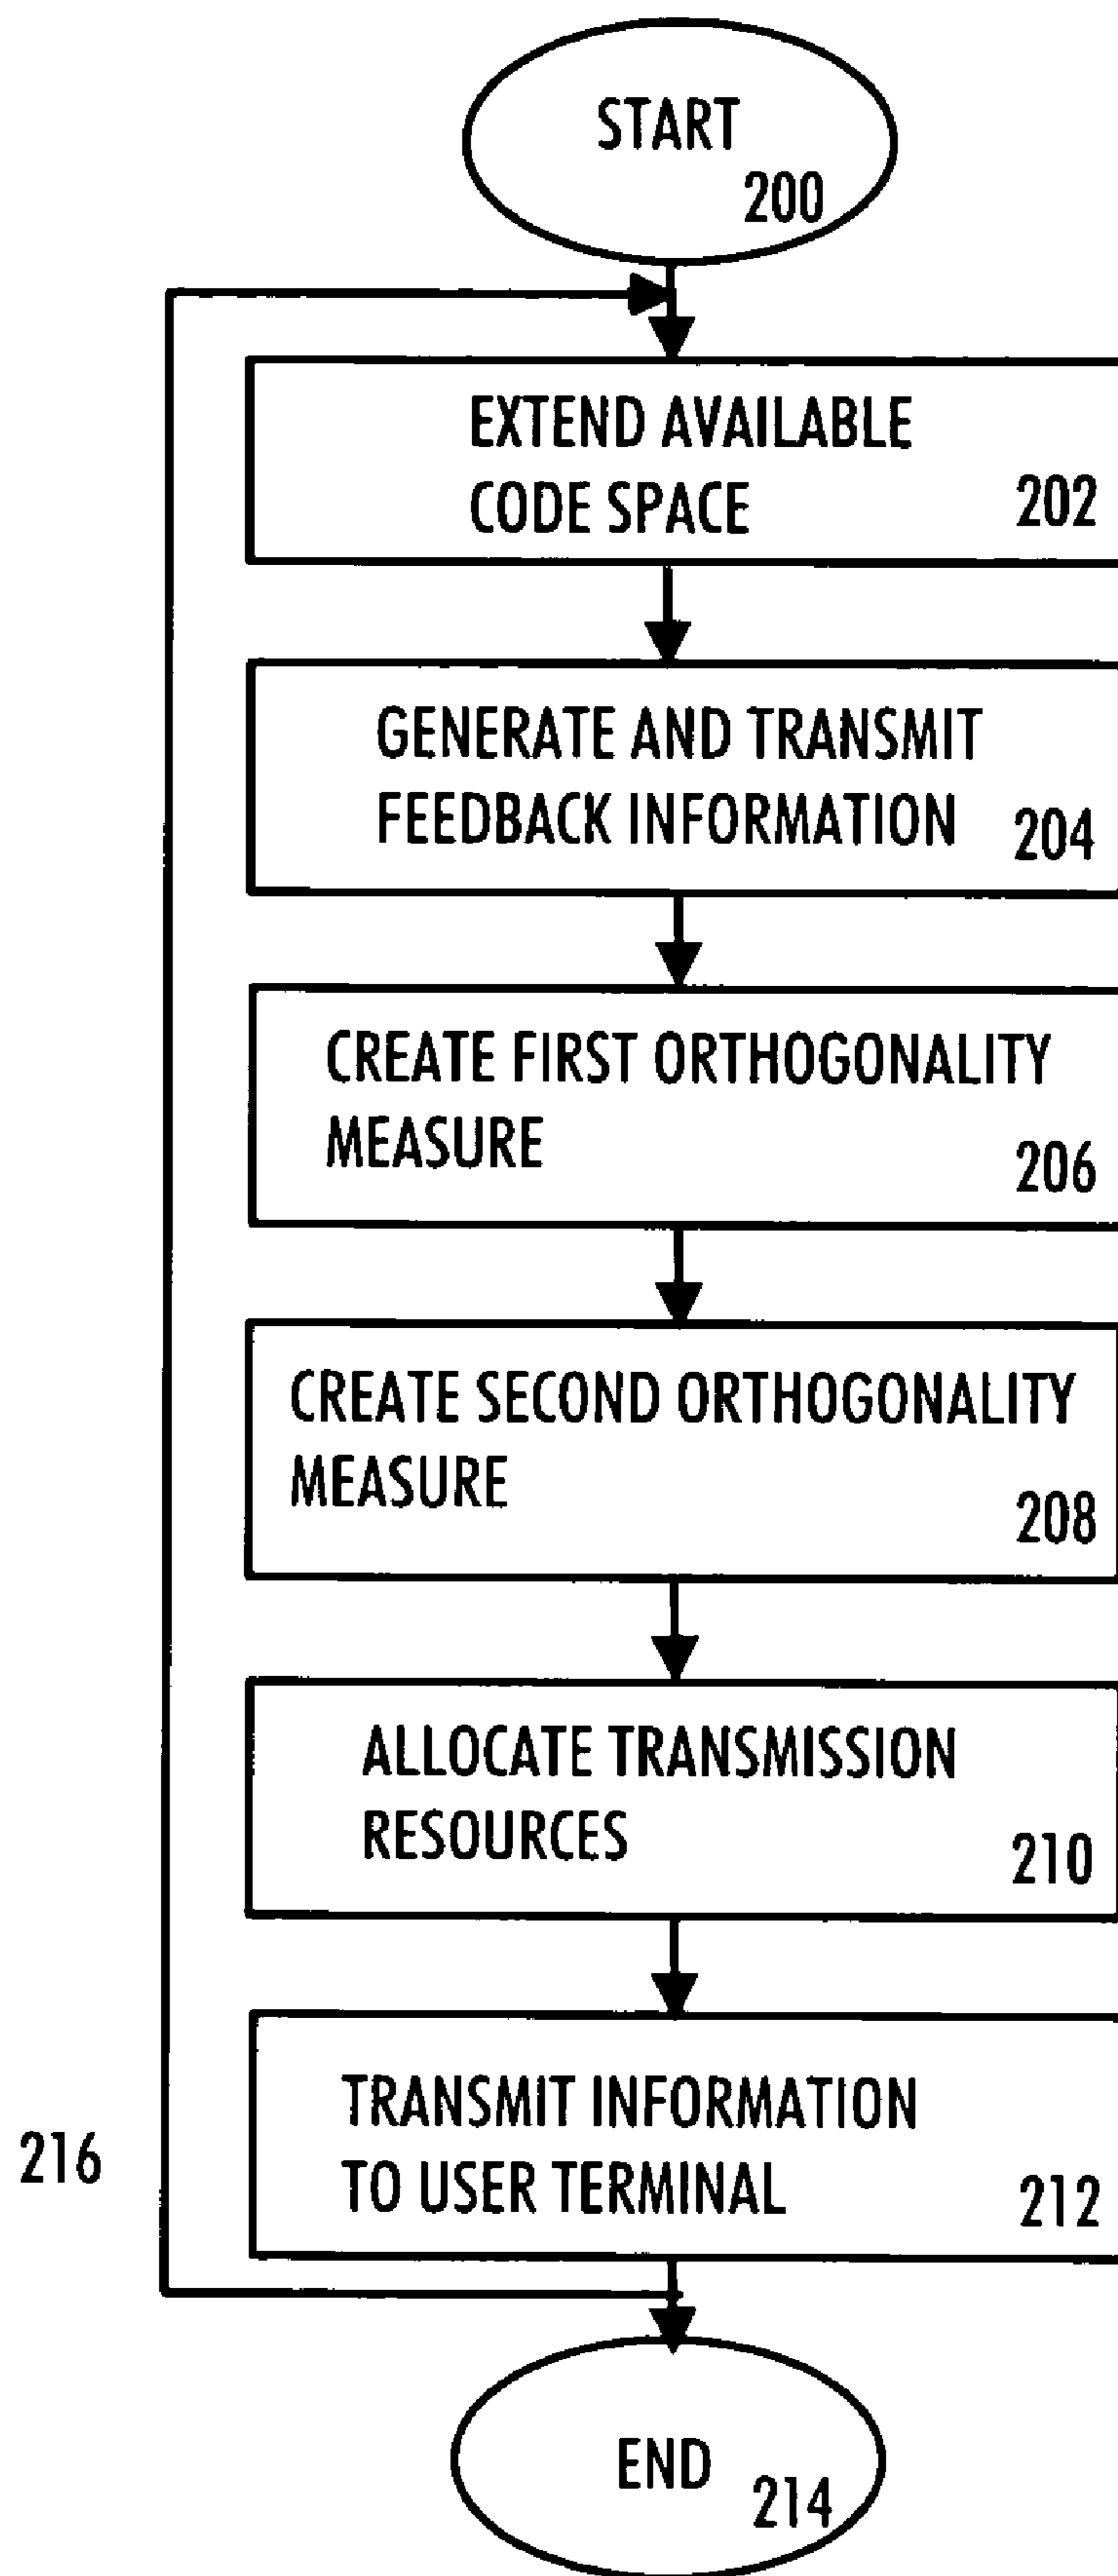 START
200
EXTEND AVAILABLE
CODE SPACE 202
GENERATE AND TRANSMIT
FEEDBACK INFORMATION 204
CREATE FIRST ORTHOGONALITY
MEASURE 206
CREATE SECOND ORTHOGONALITY
MEASURE 208
ALLOCATE TRANSMISSION
RESOURCES 210
TRANSMIT INFORMATION
216
TO USER TERMINAL 212
END 214